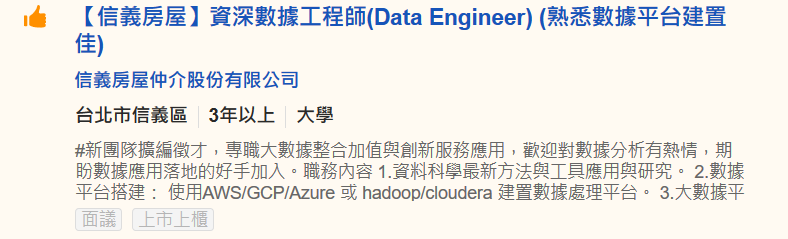 【信義房屋】資深數據工程師(Data Engineer) (熟悉數據平台建置
佳)
信義房屋仲介股份有限公司
台北市信義區 3年以上 大學
#新團隊擴編徵才，專職大數據整合加值與創新服務應用，歡迎對數據分析有熱情，期
盼數據應用落地的好手加入。職務內容 1.資料科學最新方法與工具應用與研究。 2.數據
平台搭建： 使用AWS/GCP/Azure 或 hadoop/cloudera 建置數據處理平台。 3.大數據平
面議 上市上櫃